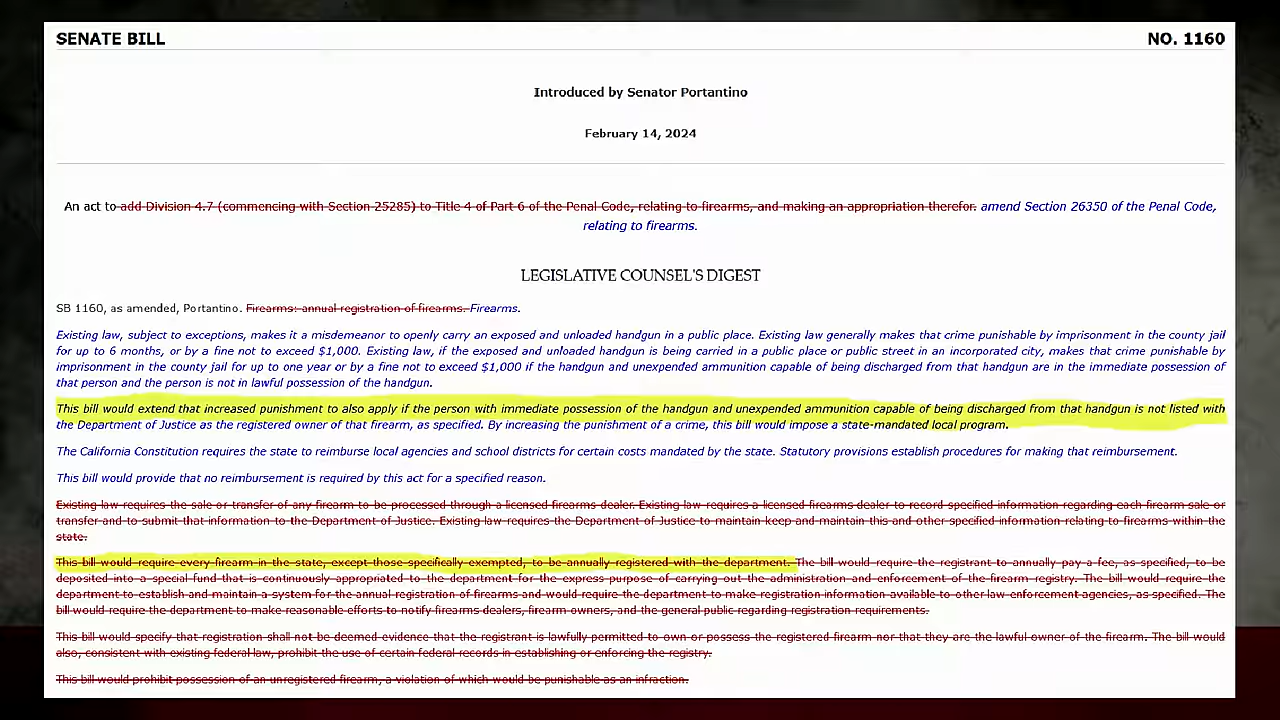 SENATE BILL NO. 1160
Introduced by Senator Portantino
February 14, 2024
An act to add Division 4.7 (commencing with Section 25285) to Title 4 of Part 6 of the Penal Code, relating to firearms, and making an appropriation therefor. amend Section 26350 of the Penal Code,
relating to firearms.
LEGISLATIVE COUNSEL'S DIGEST
SB 1160, as amended, Portantino. Firearms: annual registration of firearms. Firearms.
Existing law, subject to exceptions, makes it a misdemeanor to openly carry an exposed and unloaded handgun in a public place. Existing law generally makes that crime punishable by imprisonment in the county jail
for up to 6 months, or by a fine not to exceed $1,000. Existing law, if the exposed and unloaded handgun is being carried in a public place or public street in an incorporated city, makes that crime punishable by
imprisonment in the county jail for up to one year or by a fine not to exceed $1,000 if the handgun and unexpended ammunition capable of being discharged from that handgun are in the immediate possession of
that person and the person is not in lawful possession of the handgun.
This bill would extend that increased punishment to also apply if the person with immediate possession of the handgun and unexpended ammunition capable of being discharged from that handgun is not listed with
the Department of Justice as the registered owner of that firearm, as specified. By increasing the punishment of a crime, this bill would impose a state-mandated local program.
The California Constitution requires the state to reimburse local agencies and school districts for certain costs mandated by the state. Statutory provisions establish procedures for making that reimbursement.
This bill would provide that no reimbursement is required by this act for a specified reason.
Existing law requires the sale or transfer of any firearm to be processed through a licensed firearms dealer. Existing law requires a licensed firearms dealer to record specified information regarding each firearm sale or
transfer and to submit that information to the Department of Justice. Existing law requires the Department of Justice to maintain keep and maintain this and other specified information relating to firearms within the
state.
This bill would require every firearm in the state, except those specifically exempted, to be annually registered with the department. The bill would require the registrant to annually pay a fee, as specified, to be
deposited into a special fund that is continuously appropriated to the department for the express purpose of carrying out the administration and enforcement of the firearm registry. The bill would require the
department to establish and maintain a system for the annual registration of firearms and would require the department to make registration information available to other law enforcement agencies, as specified. The
bill would require the department to make reasonable efforts to notify firearms dealers, firearm owners, and the general public regarding registration requirements.
This bill would specify that registration shall not be deemed evidence that the registrant is lawfully permitted to own or possess the registered firearm nor that they are the lawful owner of the firearm. The bill would
also, consistent with existing federal law, prohibit the use of certain federal records in establishing or enforcing the registry.
This bill would prohibit possession of an unregistered firearm, a violation of which would be punishable as an infraction.